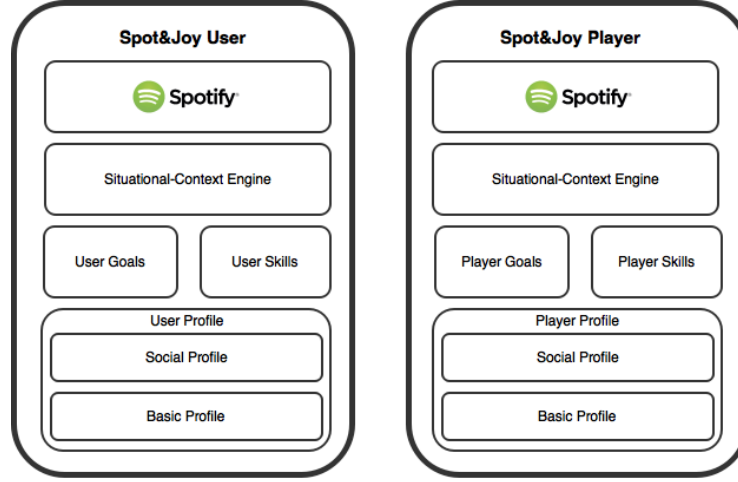 Spot&Joy User
Spotify®
Situational-Context Engine
User Goals
User Skills
User Profile
Social Profile
Basic Profile
Spot&Joy Player
Spotify®
Situational-Context Engine
Player Goals
Player Skills
Player Profile
Social Profile
Basic Profile